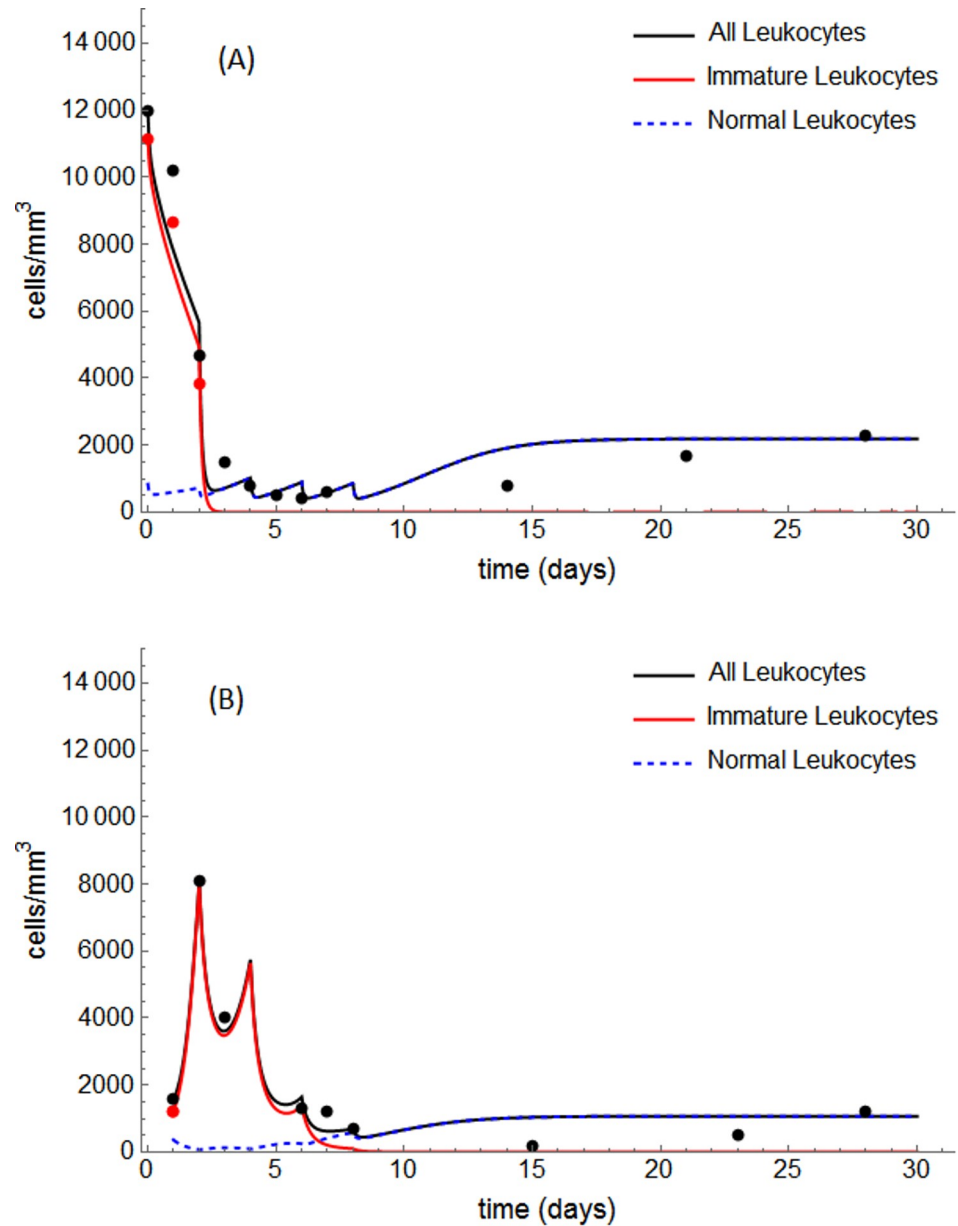 14 000
12 000
10 000
8000
6000
4000
2000
0
cells/mm³
(A)
All Leukocytes
Immature Leukocytes
Normal Leukocytes
0 5 10 15 20 25 30
time (days)
14 000
12 000
10 000
8000
6000
4000
2000
0
cells/mm³
(B)
All Leukocytes
Immature Leukocytes
Normal Leukocytes
0 5 10 15 20 25 30
time (days)